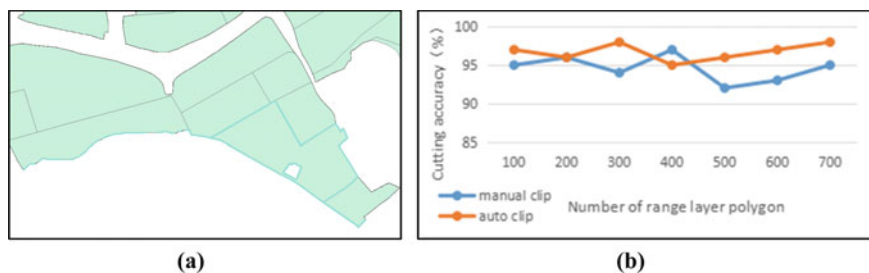 100
95
90
85
Cutting accuracy (%)
100 200 300 400 500 600 700
manual clip
auto clip
Number of range layer polygon
(a)
(b)